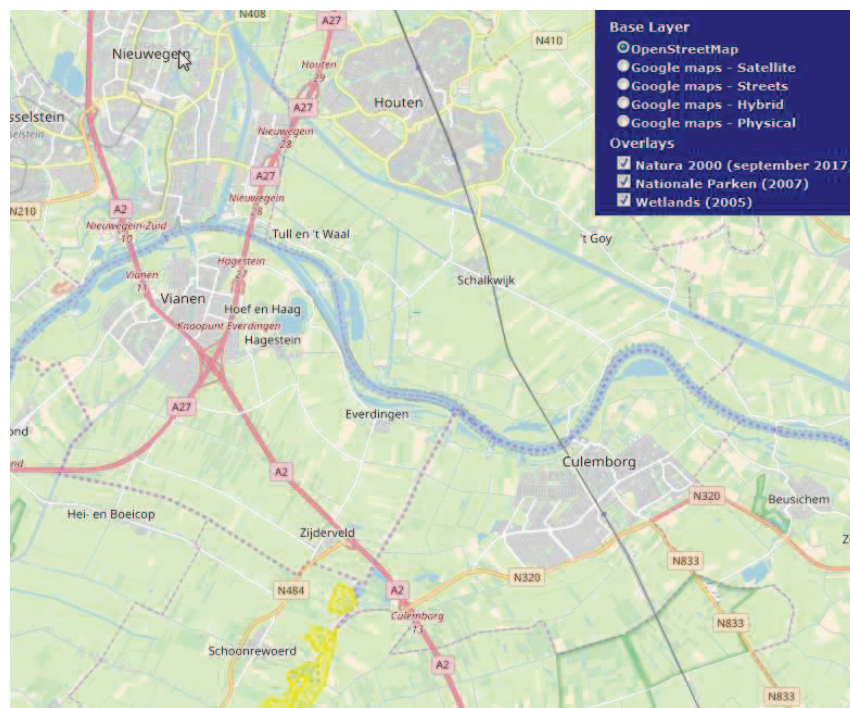 N408
A27
N410
Nieuwegein
Houten
29
Houten
A27
sselstein
sselstein
Nieuwegein
28
A27
Nieuwegein
28
N210
A2
Nieuwegein-Zuid
10
Tull en 't Waal
't Goy
Hagestein
27
Vianen
11
Schalkwijk
Vianen
Hoef en Haag
Knooppunt Everdingen
Hagestein
A27
Everdingen
ond
nd
Culemborg
A2
N320
Beusichem
Hei- en Boeicop
Zijderveld
Z
N833
N320
N484
A2
Culemborg
13
N833
Schoonrewoerd
A2
N833
Base Layer
OpenStreetMap
Google maps - Satellite
Google maps - Streets
Google maps - Hybrid
Google maps - Physical
Overlays
Natura 2000 (september 2017)
Nationale Parken (2007)
Wetlands (2005)